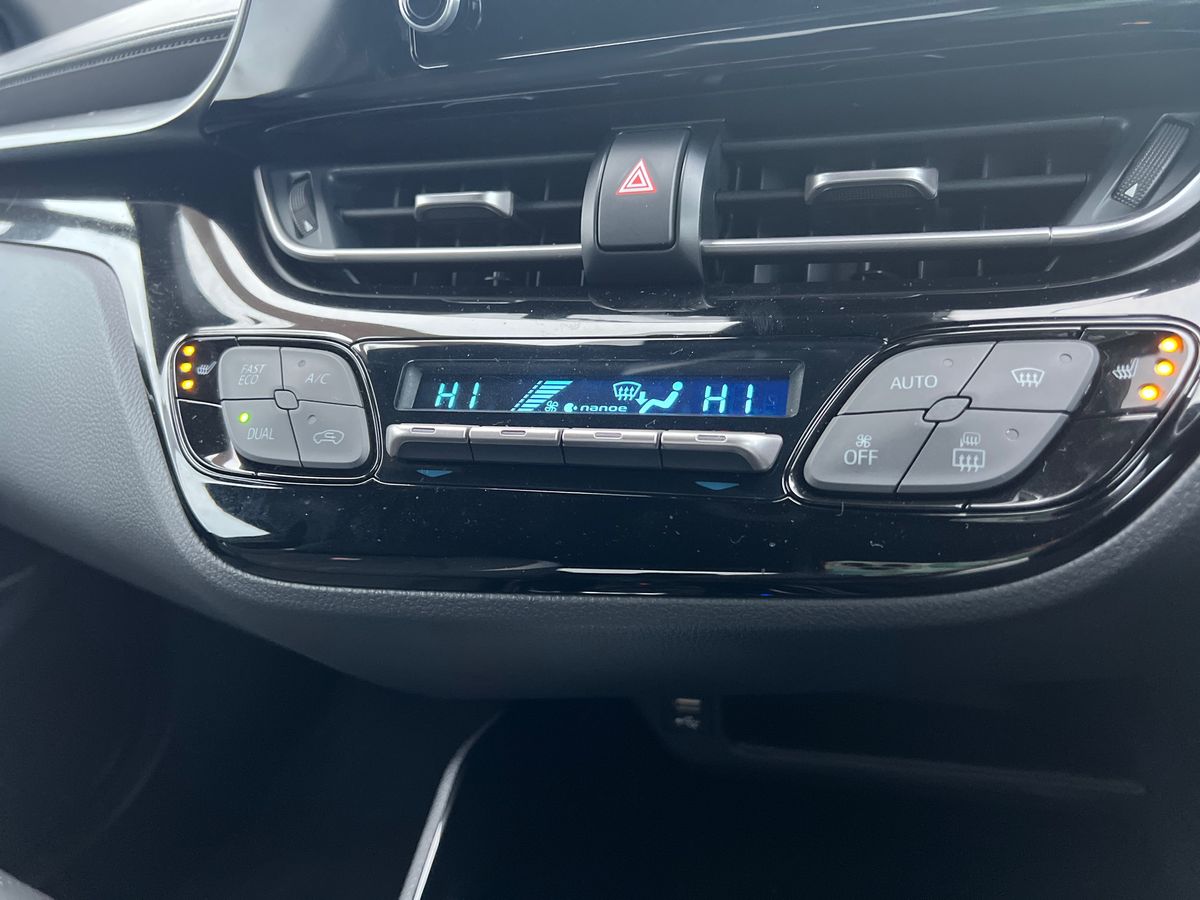 FAST
ECO
A/C
DUAL
HI
nanoe
HI
AUTO
OFF